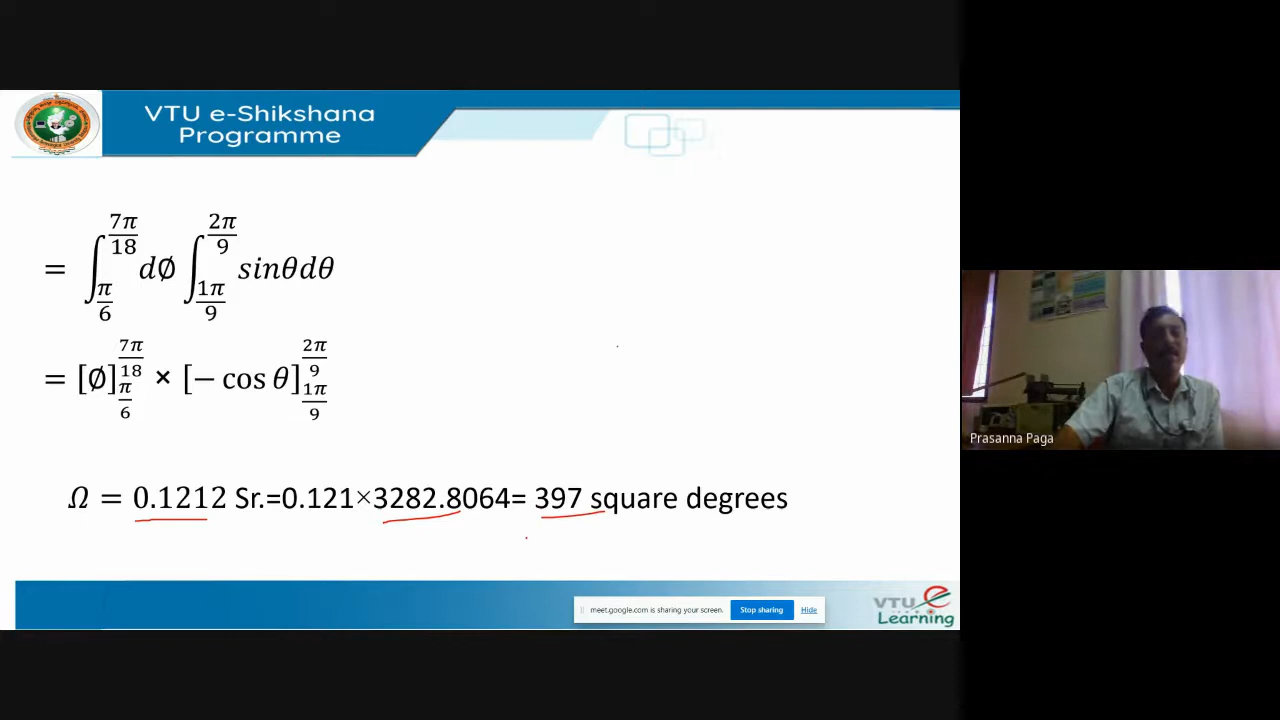 VTU e-Shikshana
Programme
= ∫_{π/6}^{7π/18} d∅ ∫_{1π/9}^{2π/9} sinθdθ
= [∅]_{π/6}^{7π/18} × [− cos θ]_{1π/9}^{2π/9}
Ω = 0.1212 Sr.=0.121×3282.8064= 397 square degrees
Prasanna Paga
meet.google.com is sharing your screen.
Stop sharing
Hide
VTU
Learning